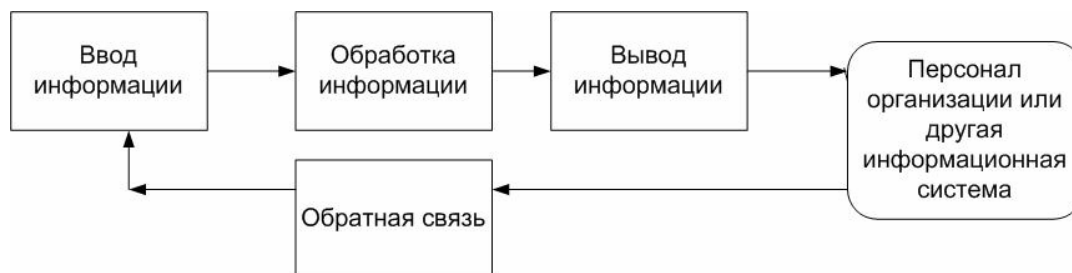 Ввод
информации
Обработка
информации
Вывод
информации
Персонал
организации или
другая
информационная
система
Обратная связь